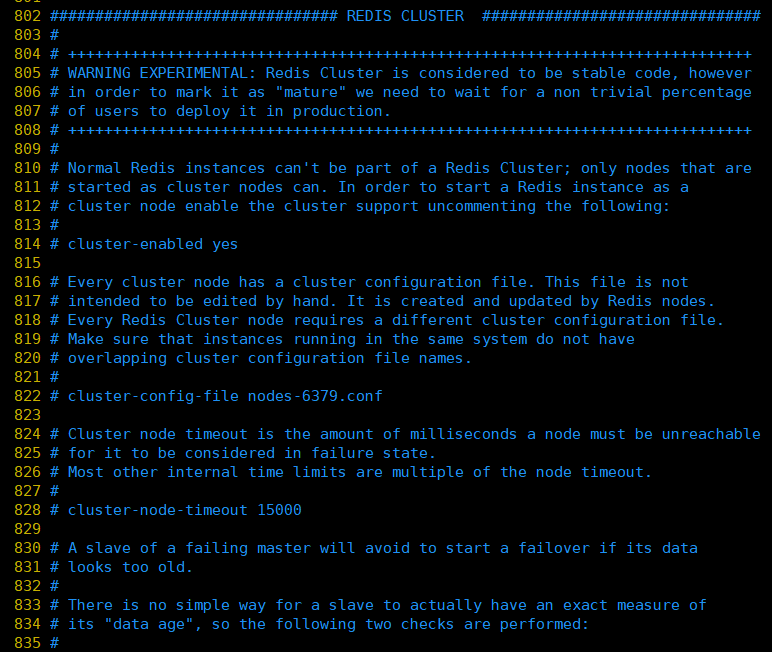 802 ################################ REDIS CLUSTER  ###############################
803 #
804 # ++++++++++++++++++++++++++++++++++++++++++++++++++++++++++++++++++++++++++++
805 # WARNING EXPERIMENTAL: Redis Cluster is considered to be stable code, however
806 # in order to mark it as "mature" we need to wait for a non trivial percentage
807 # of users to deploy it in production.
808 # ++++++++++++++++++++++++++++++++++++++++++++++++++++++++++++++++++++++++++++
809 #
810 # Normal Redis instances can't be part of a Redis Cluster; only nodes that are
811 # started as cluster nodes can. In order to start a Redis instance as a
812 # cluster node enable the cluster support uncommenting the following:
813 #
814 # cluster-enabled yes
815
816 # Every cluster node has a cluster configuration file. This file is not
817 # intended to be edited by hand. It is created and updated by Redis nodes.
818 # Every Redis Cluster node requires a different cluster configuration file.
819 # Make sure that instances running in the same system do not have
820 # overlapping cluster configuration file names.
821 #
822 # cluster-config-file nodes-6379.conf
823
824 # Cluster node timeout is the amount of milliseconds a node must be unreachable
825 # for it to be considered in failure state.
826 # Most other internal time limits are multiple of the node timeout.
827 #
828 # cluster-node-timeout 15000
829
830 # A slave of a failing master will avoid to start a failover if its data
831 # looks too old.
832 #
833 # There is no simple way for a slave to actually have an exact measure of
834 # its "data age", so the following two checks are performed:
835 #